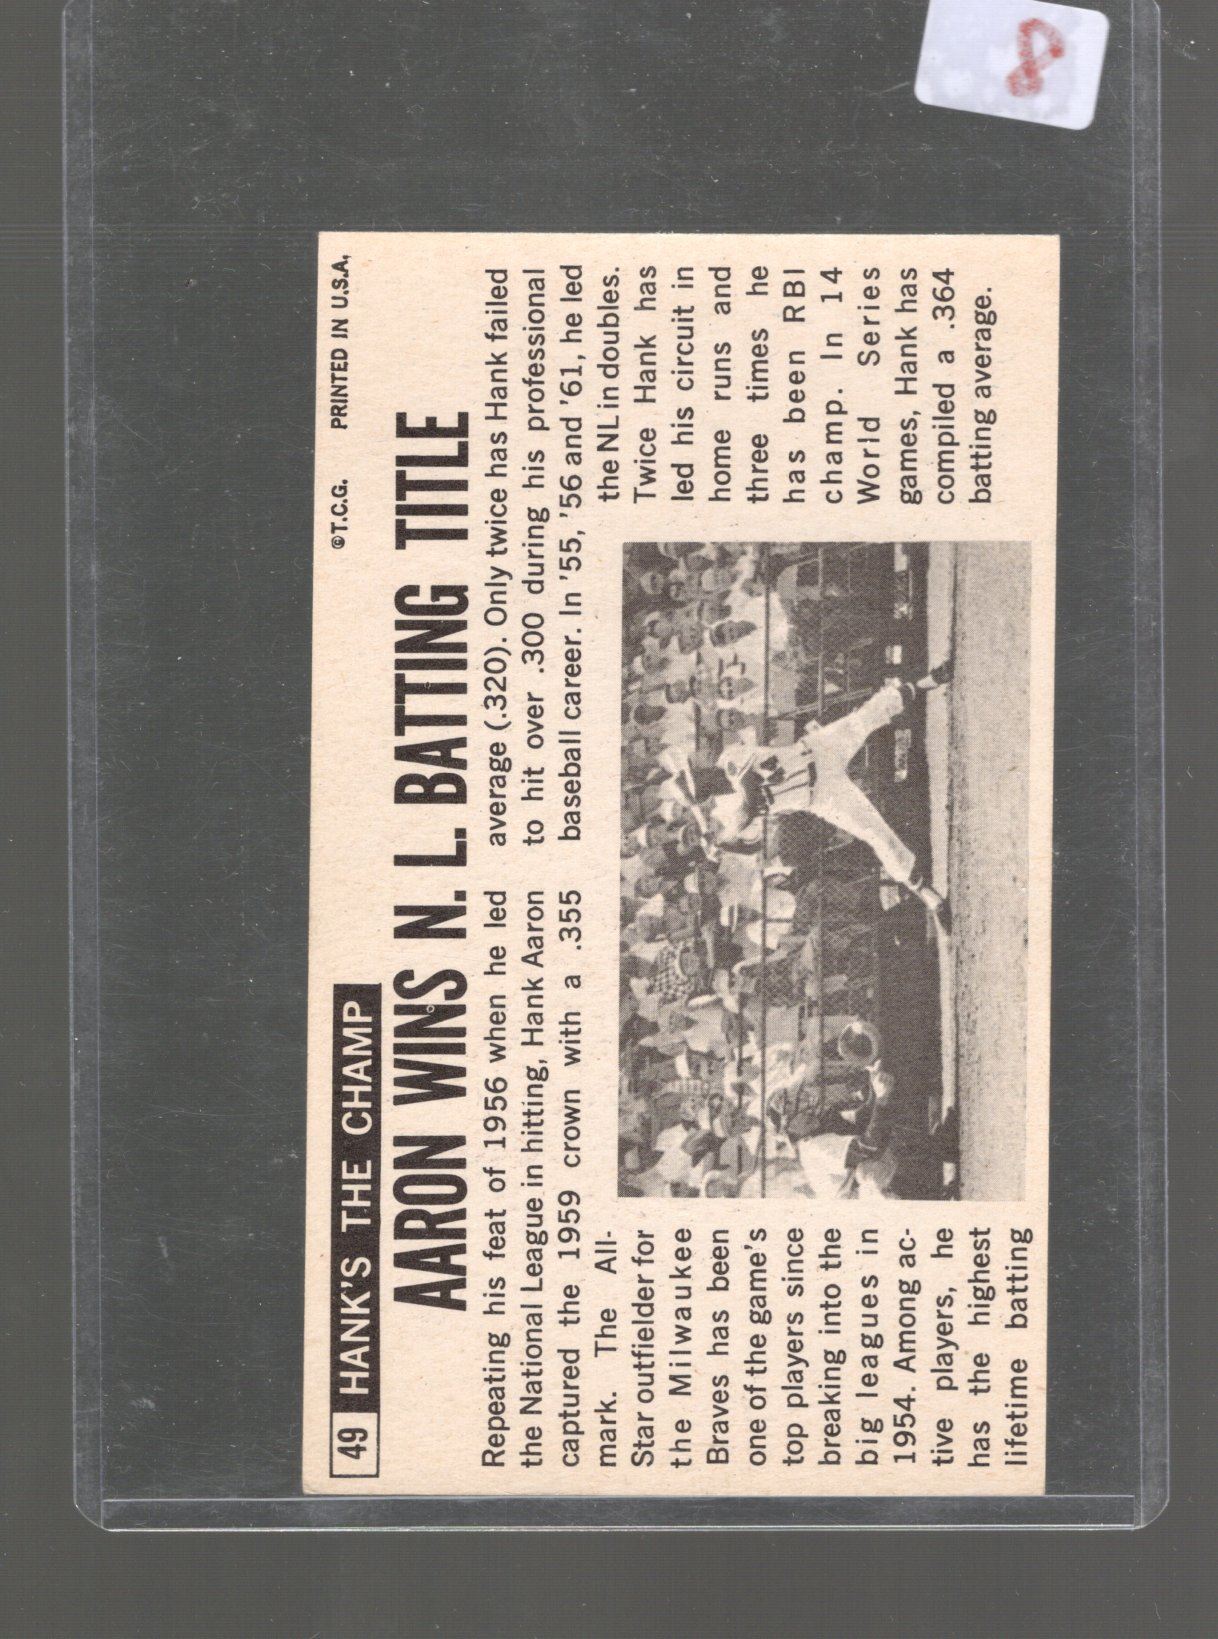 49 HANK'S THE CHAMP ©T.C.G. PRINTED IN U.S.A.
AARON WINS N. L. BATTING TITLE
Repeating his feat of 1956 when he led
the National League in hitting, Hank Aaron
captured the 1959 crown with a .355
mark. The All-
Star outfielder for
the Milwaukee
Braves has been
one of the game's
top players since
breaking into the
big leagues in
1954. Among ac-
tive players, he
has the highest
lifetime batting
average (.320). Only twice has Hank failed
to hit over .300 during his professional
baseball career. In '55, '56 and '61, he led
the NL in doubles.
Twice Hank has
led his circuit in
home runs and
three times he
has been RBI
champ. In 14
World Series
games, Hank has
compiled a .364
batting average.
8